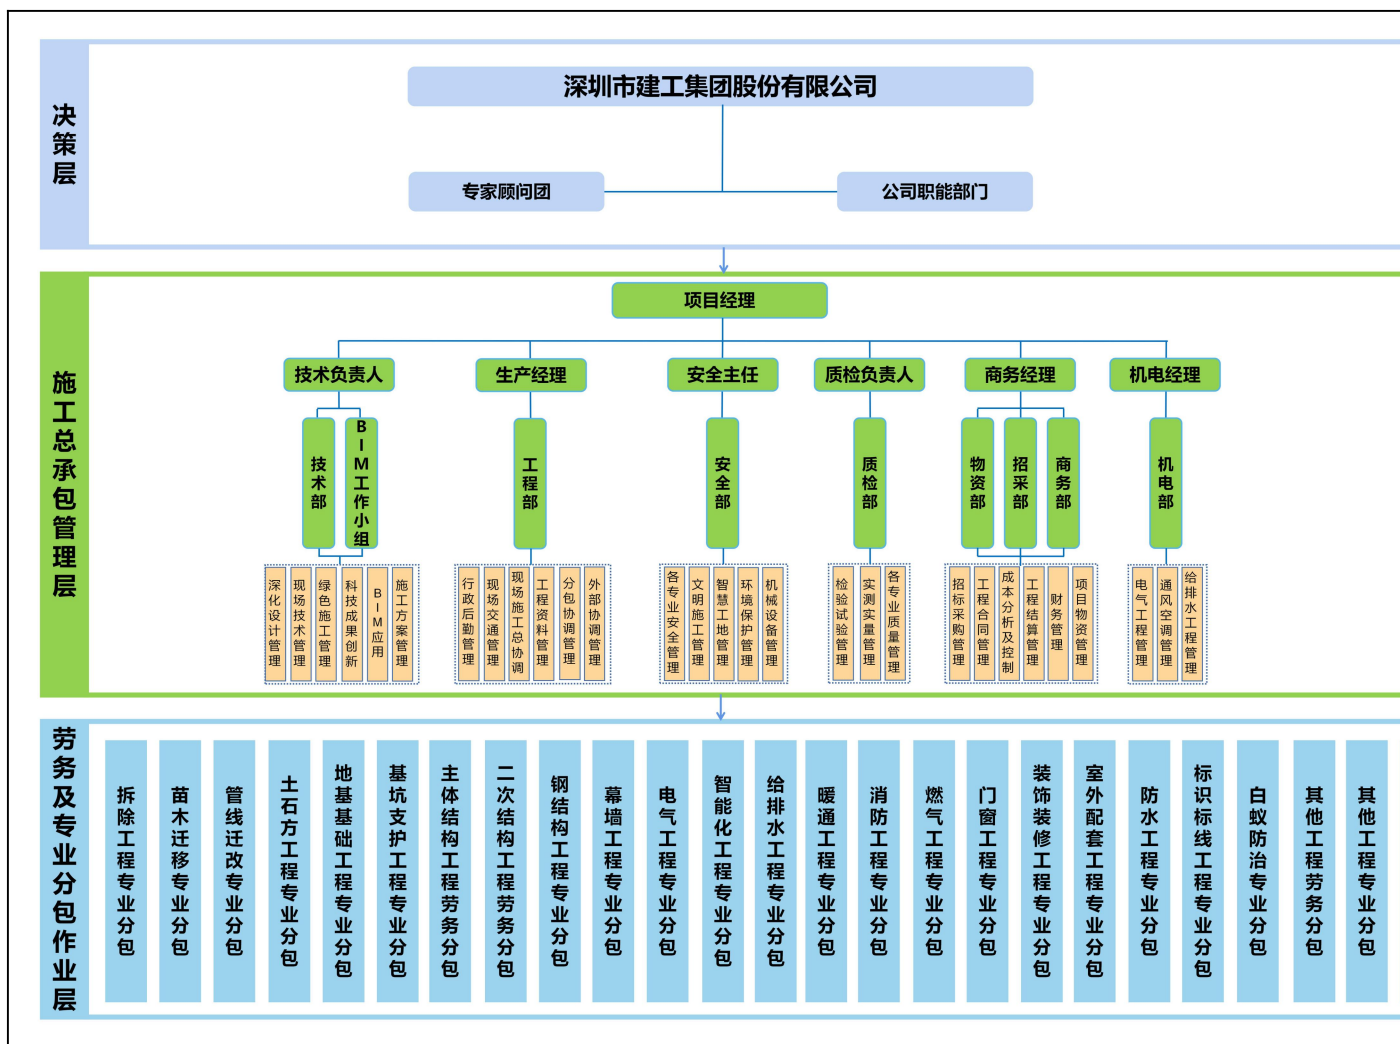 决策层
深圳市建工集团股份有限公司
专家顾问团
公司职能部门
施工总承包管理层
项目经理
技术负责人
生产经理
安全主任
质检负责人
商务经理
机电经理
技术部
BIM工作小组
工程部
安全部
质检部
物资部
招采部
商务部
机电部
深化设计管理
现场技术管理
绿色施工管理
科技成果创新
BIM应用
施工方案管理
行政后勤管理
现场交通管理
现场施工总协调
工程资料管理
分包协调管理
外部协调管理
各专业安全管理
文明施工管理
智慧工地管理
环境保护管理
机械设备管理
检验试验管理
实测实量管理
各专业质量管理
招标采购管理
工程合同管理
成本分析及控制
工程结算管理
财务管理
项目物资管理
电气工程管理
通风空调管理
给排水工程管理
劳务及专业分包作业层
拆除工程专业分包
苗木迁移专业分包
管线迁改专业分包
土石方工程专业分包
地基基础工程专业分包
基坑支护工程专业分包
主体结构工程劳务分包
二次结构工程劳务分包
钢结构工程专业分包
幕墙工程专业分包
电气工程专业分包
智能化工程专业分包
给排水工程专业分包
暖通工程专业分包
消防工程专业分包
燃气工程专业分包
门窗工程专业分包
装饰装修工程专业分包
室外配套工程专业分包
防水工程专业分包
标识标线工程专业分包
白蚁防治专业分包
其他工程劳务分包
其他工程专业分包